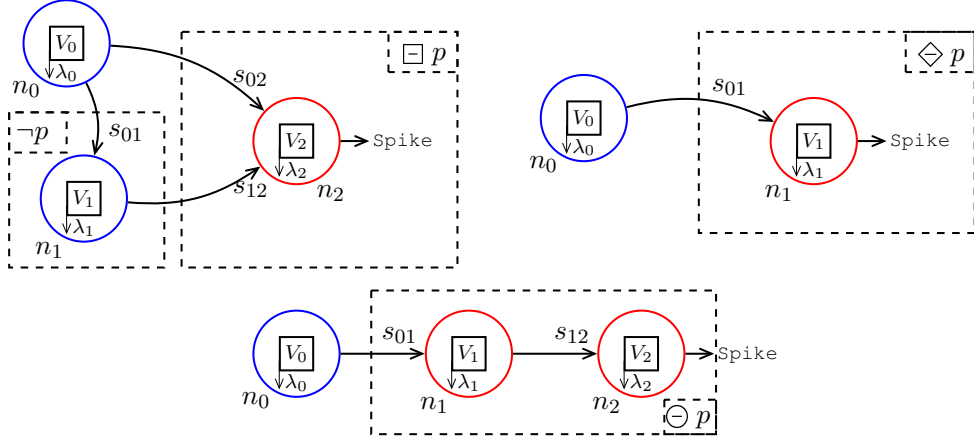 V₀
λ₀
n₀
s₀₂
⊟ p
¬p
s₀₁
V₁
λ₁
n₁
s₁₂
V₂
λ₂
n₂
Spike
V₀
λ₀
n₀
s₀₁
⟐ p
V₁
λ₁
n₁
Spike
V₀
λ₀
n₀
s₀₁
V₁
λ₁
n₁
s₁₂
V₂
λ₂
n₂
Spike
⊖ p